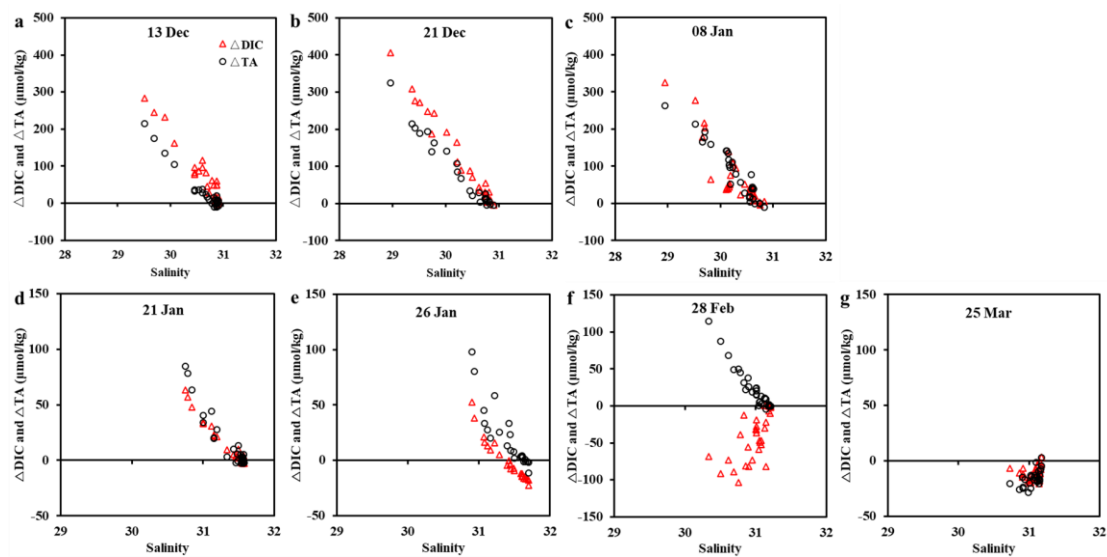 a
13 Dec
△DIC
△TA
△DIC and △TA (μmol/kg)
500
400
300
200
100
0
-100
28 29 30 31 32
Salinity
b
21 Dec
△DIC and △TA (μmol/kg)
500
400
300
200
100
0
-100
28 29 30 31 32
Salinity
c
08 Jan
△DIC and △TA (μmol/kg)
500
400
300
200
100
0
-100
28 29 30 31 32
Salinity
d
21 Jan
△DIC and △TA (μmol/kg)
150
100
50
0
-50
29 30 31 32
Salinity
e
26 Jan
△DIC and △TA (μmol/kg)
150
100
50
0
-50
29 30 31 32
Salinity
f
28 Feb
△DIC and △TA (μmol/kg)
150
100
50
0
-50
-100
-150
28 29 30 31 32
Salinity
g
25 Mar
△DIC and △TA (μmol/kg)
150
100
50
0
-50
29 30 31 32
Salinity